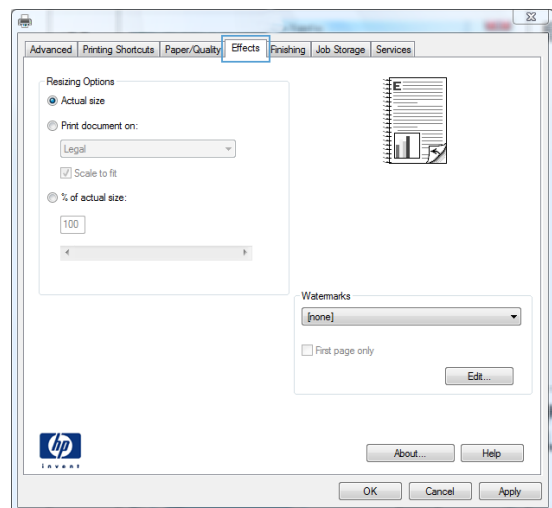 Advanced Printing Shortcuts Paper/Quality Effects Finishing Job Storage Services
Resizing Options
Actual size
Print document on:
Legal
Scale to fit
% of actual size:
100
E
Watermarks
[none]
First page only
Edit...
hp
invent
About... Help
OK Cancel Apply